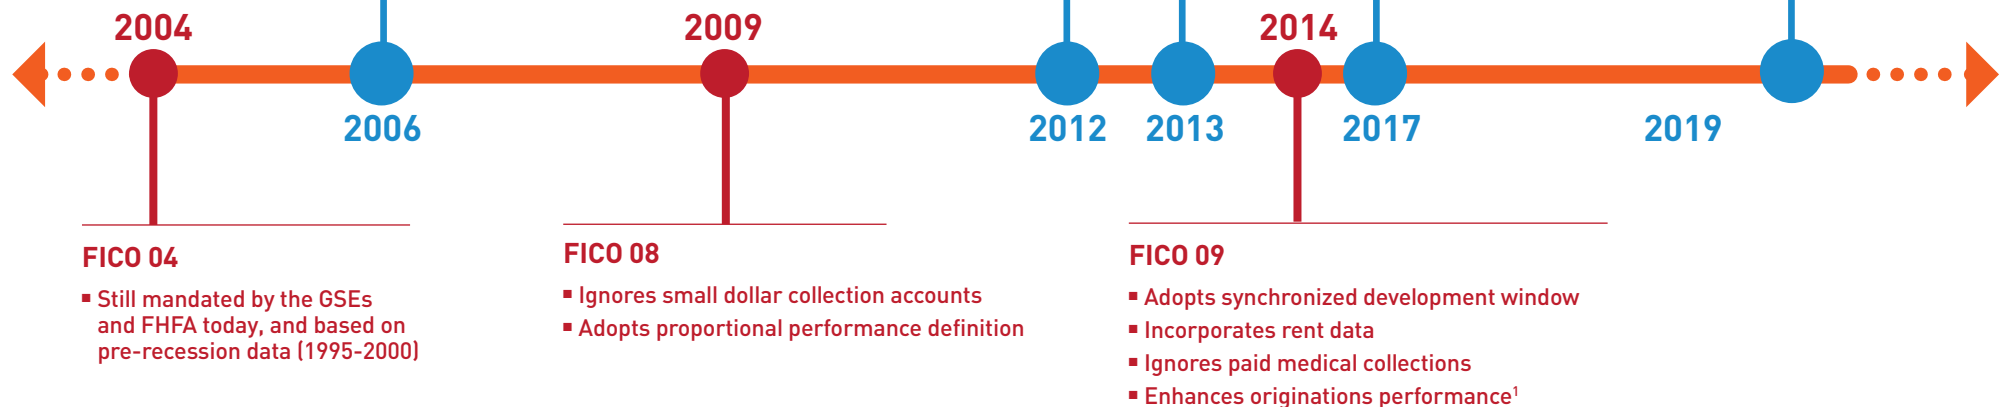 2004
2009
2014
2006
2012
2013
2017
2019
FICO 04
▪ Still mandated by the GSEs
and FHFA today, and based on
pre-recession data (1995-2000)
FICO 08
▪ Ignores small dollar collection accounts
▪ Adopts proportional performance definition
FICO 09
▪ Adopts synchronized development window
▪ Incorporates rent data
▪ Ignores paid medical collections
▪ Enhances originations performance¹